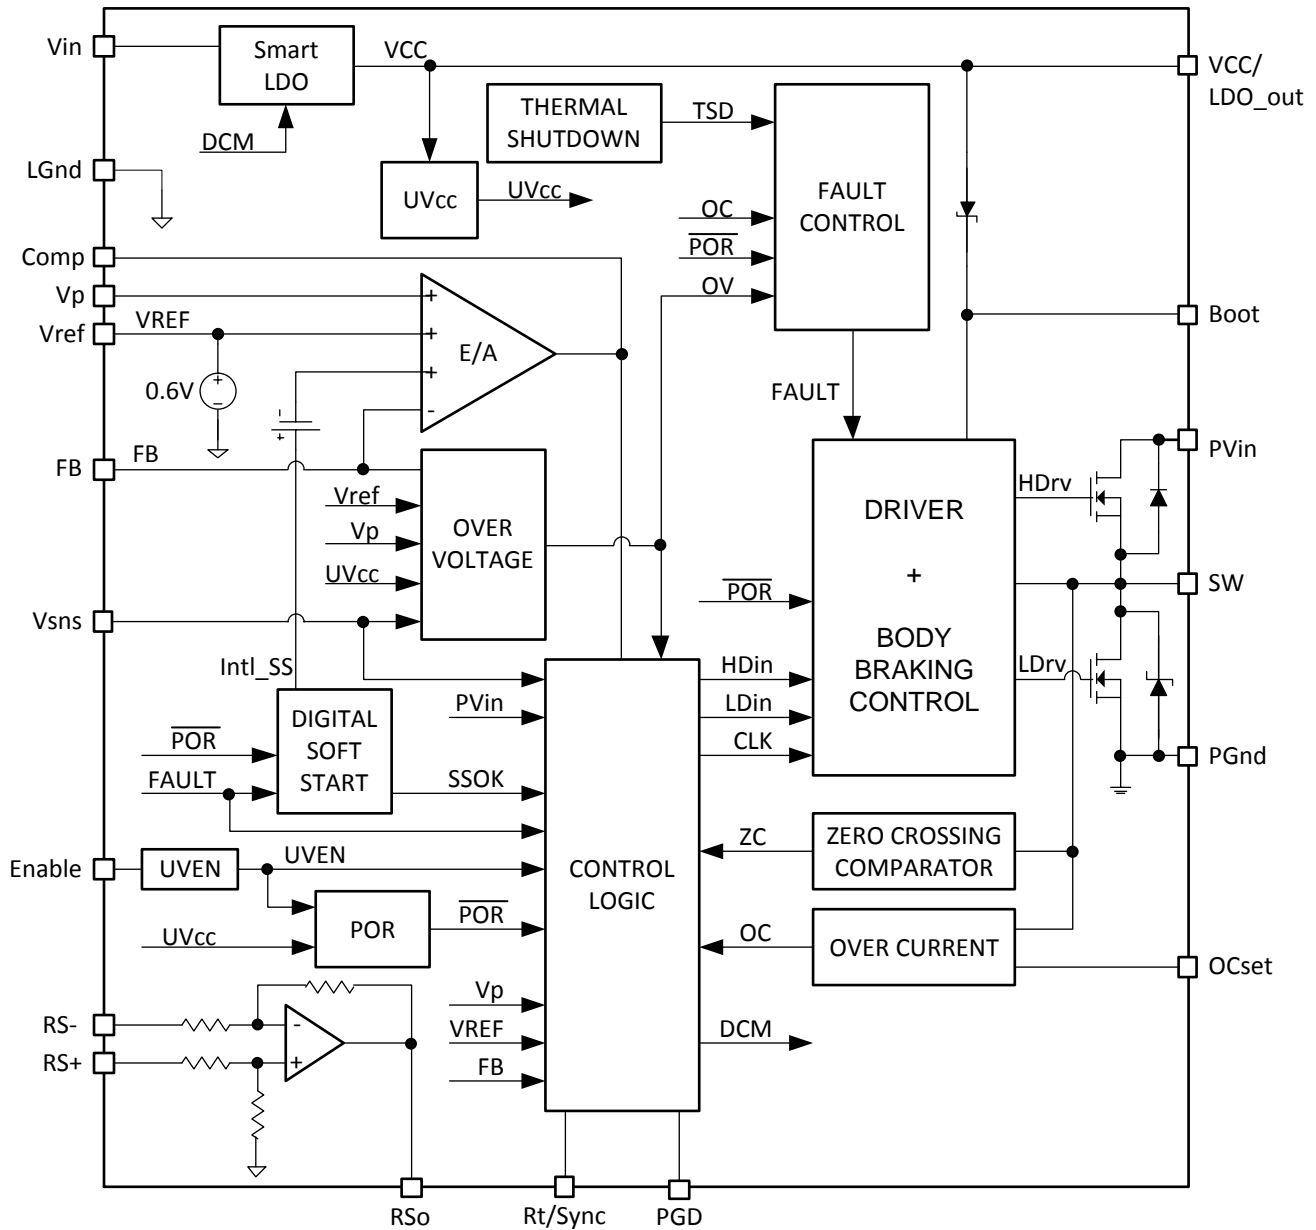 Vin
Smart
LDO
VCC
VCC/
LDO_out
DCM
THERMAL
SHUTDOWN
TSD
LGnd
UVcc
UVcc
FAULT
CONTROL
OC
POR
OV
Comp
Vp
Vref
VREF
+
+
+
-
E/A
0.6V
+
-
-
+
Boot
FAULT
FB
FB
Vref
Vp
UVcc
OVER
VOLTAGE
PVin
HDrv
DRIVER
+
BODY
BRAKING
CONTROL
POR
SW
Vsns
Intl_SS
LDrv
HDin
LDin
CLK
PVin
DIGITAL
SOFT
START
POR
FAULT
SSOK
PGnd
ZC
ZERO CROSSING
COMPARATOR
Enable
UVEN
UVEN
CONTROL
LOGIC
POR
POR
UVcc
OC
OVER CURRENT
OCset
RS-
RS+
-
+
Vp
VREF
FB
DCM
RSo
Rt/Sync
PGD